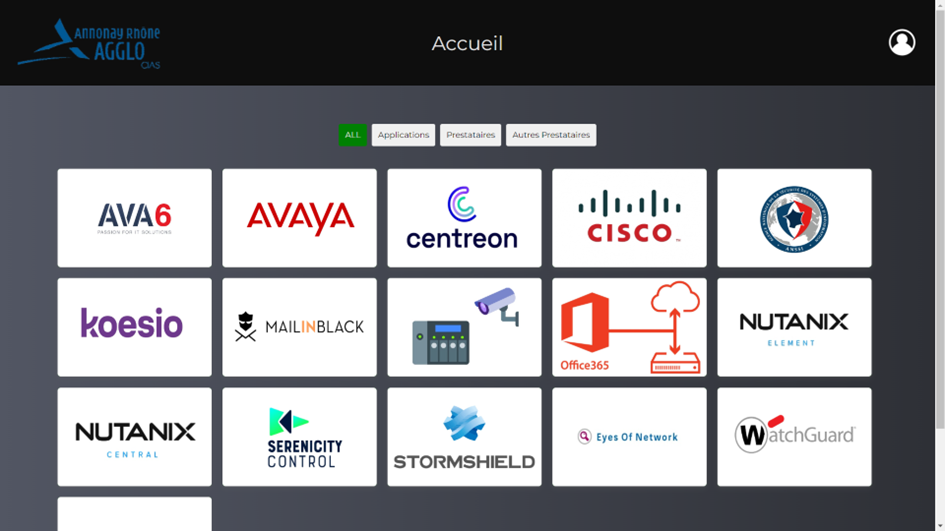 Annonay Rhône
AGGLO
CIAS
Accueil
ALL
Applications
Prestataires
Autres Prestataires
AVA6
PASSION FOR IT SOLUTIONS
AVAYA
centreon
CISCO
ANSSI
koesio
MAILINBLACK
Office365
NUTANIX
ELEMENT
NUTANIX
CENTRAL
SERENICITY
CONTROL
STORMSHIELD
Eyes Of Network
WatchGuard